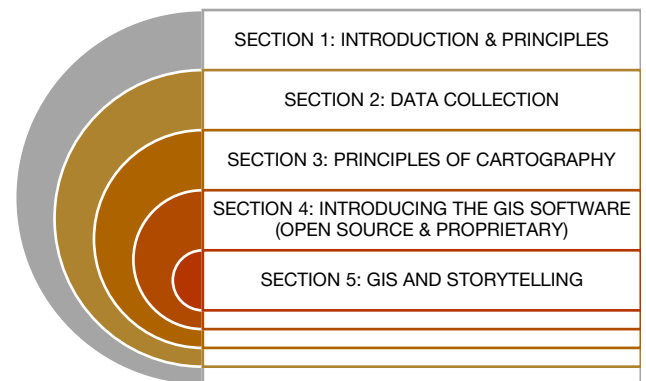 SECTION 1: INTRODUCTION & PRINCIPLES
SECTION 2: DATA COLLECTION
SECTION 3: PRINCIPLES OF CARTOGRAPHY
SECTION 4: INTRODUCING THE GIS SOFTWARE
(OPEN SOURCE & PROPRIETARY)
SECTION 5: GIS AND STORYTELLING